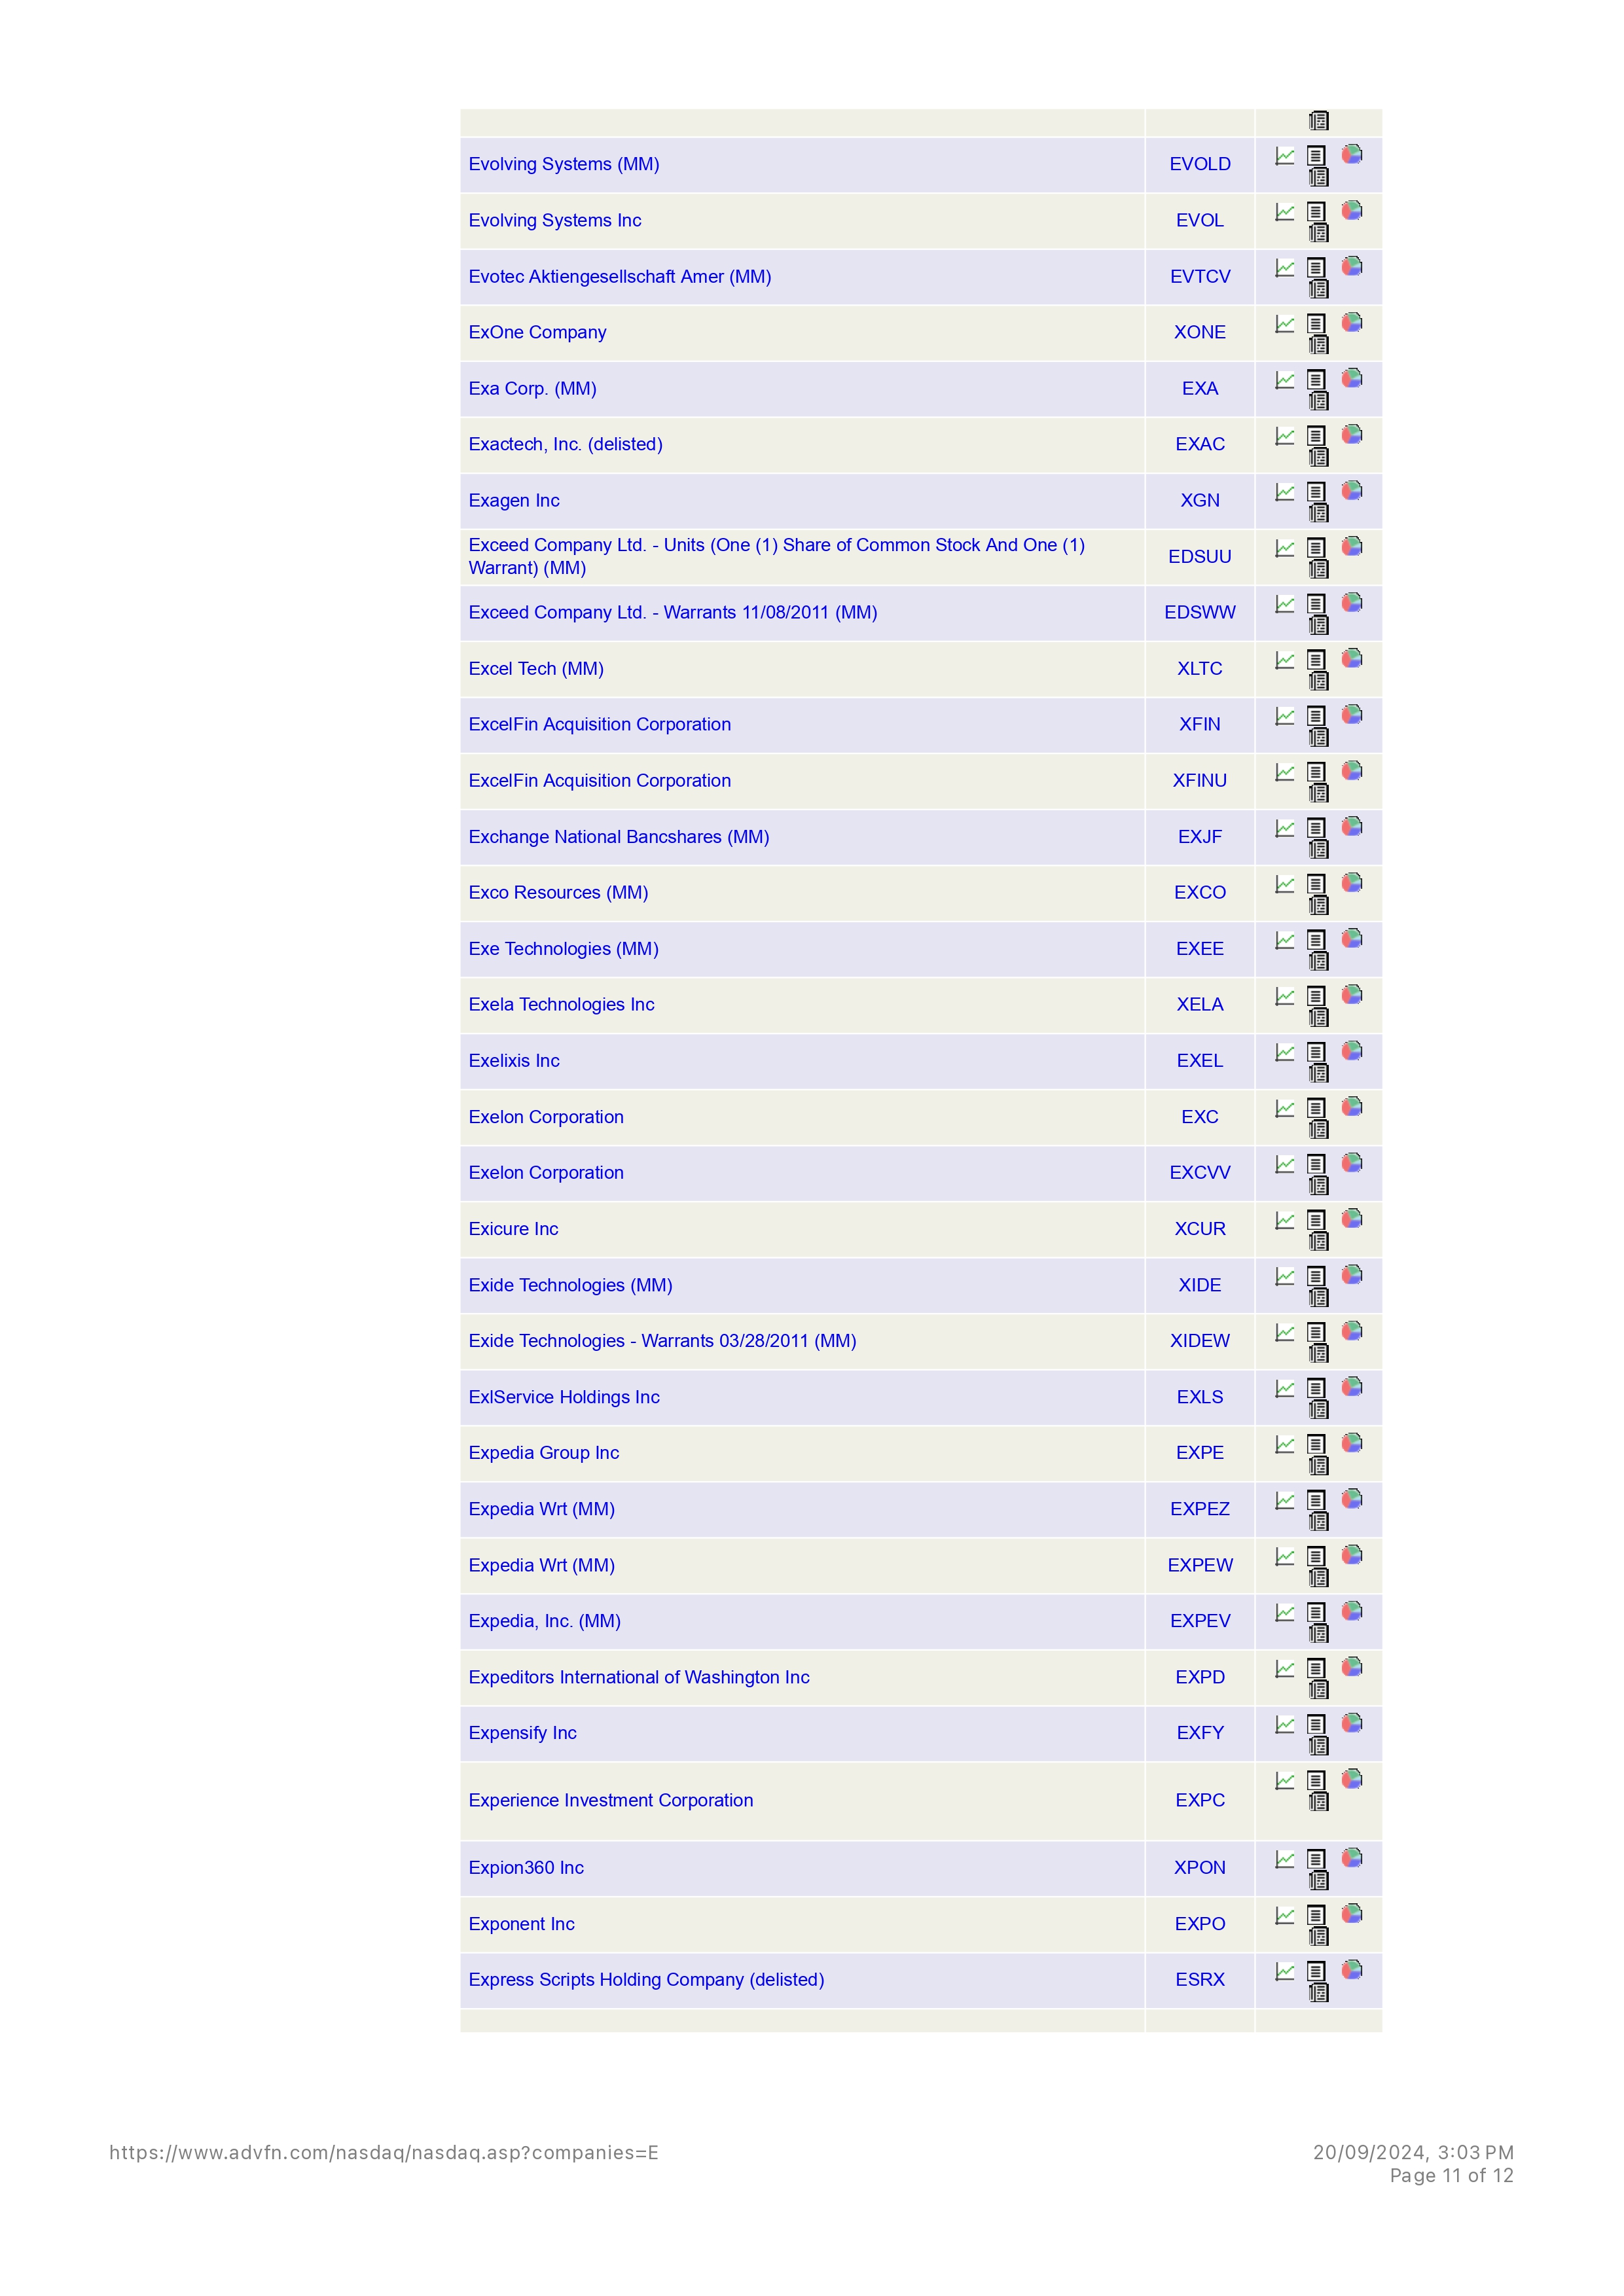 Evolving Systems (MM) EVOLD
Evolving Systems Inc EVOL
Evotec Aktiengesellschaft Amer (MM) EVTCV
ExOne Company XONE
Exa Corp. (MM) EXA
Exactech, Inc. (delisted) EXAC
Exagen Inc XGN
Exceed Company Ltd. - Units (One (1) Share of Common Stock And One (1)
Warrant) (MM) EDSUU
Exceed Company Ltd. - Warrants 11/08/2011 (MM) EDSWW
Excel Tech (MM) XLTC
ExcelFin Acquisition Corporation XFIN
ExcelFin Acquisition Corporation XFINU
Exchange National Bancshares (MM) EXJF
Exco Resources (MM) EXCO
Exe Technologies (MM) EXEE
Exela Technologies Inc XELA
Exelixis Inc EXEL
Exelon Corporation EXC
Exelon Corporation EXCVV
Exicure Inc XCUR
Exide Technologies (MM) XIDE
Exide Technologies - Warrants 03/28/2011 (MM) XIDEW
ExlService Holdings Inc EXLS
Expedia Group Inc EXPE
Expedia Wrt (MM) EXPEZ
Expedia Wrt (MM) EXPEW
Expedia, Inc. (MM) EXPEV
Expeditors International of Washington Inc EXPD
Expensify Inc EXFY
Experience Investment Corporation EXPC
Expion360 Inc XPON
Exponent Inc EXPO
Express Scripts Holding Company (delisted) ESRX
https://www.advfn.com/nasdaq/nasdaq.asp?companies=E 20/09/2024, 3:03 PM
Page 11 of 12